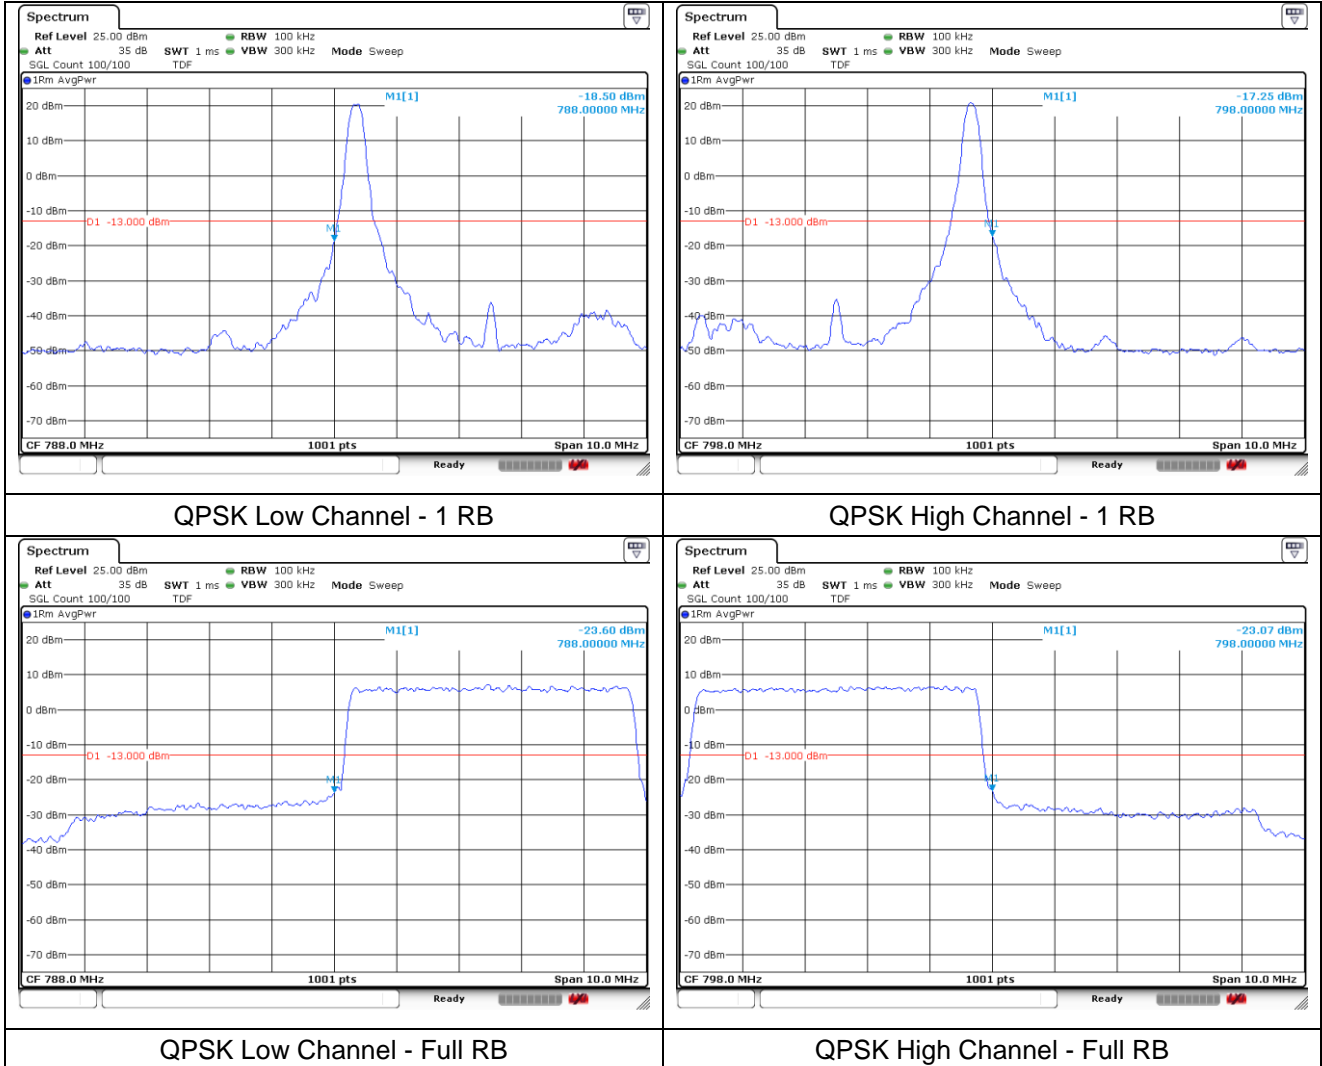 Spectrum
Ref Level 25.00 dBm RBW 100 kHz
Att 35 dB SWT 1 ms VBW 300 kHz Mode Sweep
SGL Count 100/100 TDF
1Rm AvgPwr
M1[1] -18.50 dBm
788.00000 MHz
20 dBm
10 dBm
0 dBm
-10 dBm
D1 -13.000 dBm
M1
-20 dBm
-30 dBm
-40 dBm
-50 dBm
-60 dBm
-70 dBm
CF 788.0 MHz 1001 pts Span 10.0 MHz
Ready
QPSK Low Channel - 1 RB
Spectrum
Ref Level 25.00 dBm RBW 100 kHz
Att 35 dB SWT 1 ms VBW 300 kHz Mode Sweep
SGL Count 100/100 TDF
1Rm AvgPwr
M1[1] -17.25 dBm
798.00000 MHz
20 dBm
10 dBm
0 dBm
-10 dBm
D1 -13.000 dBm
M1
-20 dBm
-30 dBm
-40 dBm
-50 dBm
-60 dBm
-70 dBm
CF 798.0 MHz 1001 pts Span 10.0 MHz
Ready
QPSK High Channel - 1 RB
Spectrum
Ref Level 25.00 dBm RBW 100 kHz
Att 35 dB SWT 1 ms VBW 300 kHz Mode Sweep
SGL Count 100/100 TDF
1Rm AvgPwr
M1[1] -23.60 dBm
788.00000 MHz
20 dBm
10 dBm
0 dBm
-10 dBm
D1 -13.000 dBm
M1
-20 dBm
-30 dBm
-40 dBm
-50 dBm
-60 dBm
-70 dBm
CF 788.0 MHz 1001 pts Span 10.0 MHz
Ready
QPSK Low Channel - Full RB
Spectrum
Ref Level 25.00 dBm RBW 100 kHz
Att 35 dB SWT 1 ms VBW 300 kHz Mode Sweep
SGL Count 100/100 TDF
1Rm AvgPwr
M1[1] -23.07 dBm
798.00000 MHz
20 dBm
10 dBm
0 dBm
-10 dBm
D1 -13.000 dBm
M1
-20 dBm
-30 dBm
-40 dBm
-50 dBm
-60 dBm
-70 dBm
CF 798.0 MHz 1001 pts Span 10.0 MHz
Ready
QPSK High Channel - Full RB